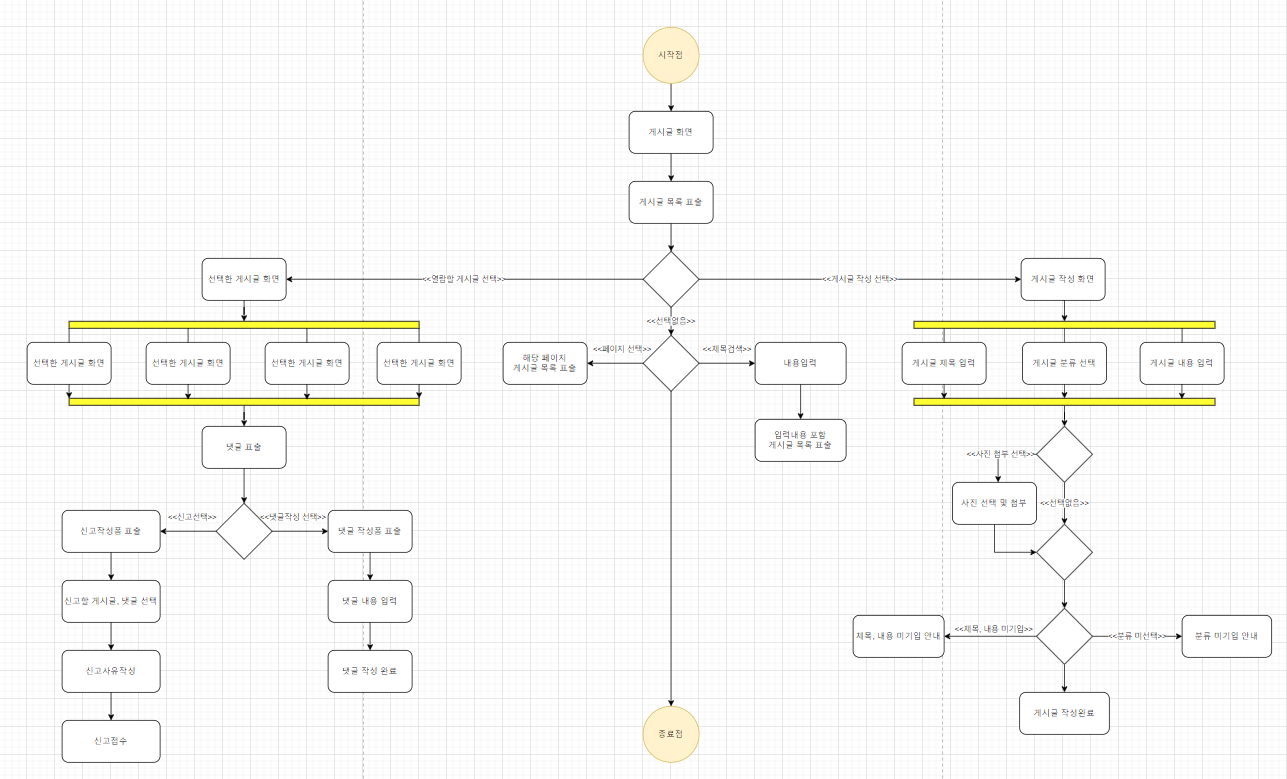 시작점
게시글 화면
게시글 목록 표출
선택한 게시글 화면
<<열람할 게시글 선택>>
<<게시글 작성 선택>>
게시글 작성 화면
<<선택없음>>
선택한 게시글 화면
선택한 게시글 화면
선택한 게시글 화면
선택한 게시글 화면
해당 페이지
게시글 목록 표출
<<페이지 선택>>
<<제목검색>>
내용입력
게시글 제목 입력
게시글 분류 선택
게시글 내용 입력
댓글 표출
입력내용 포함
게시글 목록 표출
<<사진 첨부 선택>>
사진 선택 및 첨부
<<선택없음>>
<<신고선택>>
<<댓글작성 선택>>
신고작성폼 표출
댓글 작성폼 표출
신고할 게시글, 댓글 선택
댓글 내용 입력
제목, 내용 미기입 안내
<<제목, 내용 미기입>>
<<분류 미선택>>
분류 미기입 안내
신고사유작성
댓글 작성 완료
게시글 작성완료
신고접수
종료점